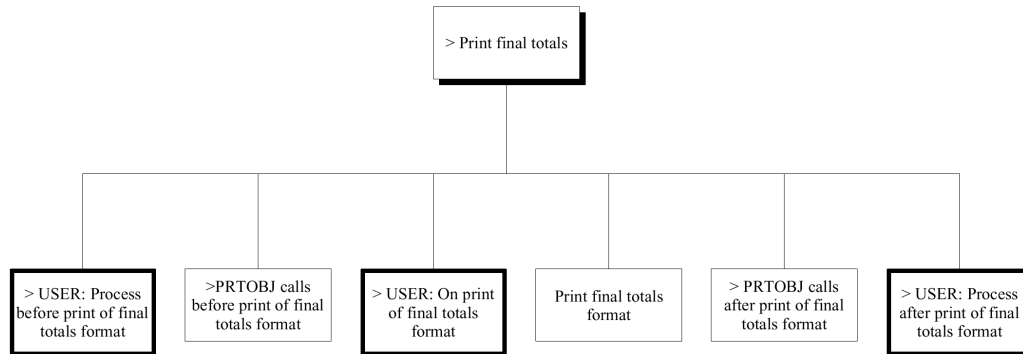 > Print final totals
> USER: Process
before print of final
totals format
>PRTOBJ calls
before print of final
totals format
> USER: On print
of final totals
format
Print final totals
format
> PRTOBJ calls
after print of final
totals format
> USER: Process
after print of final
totals format